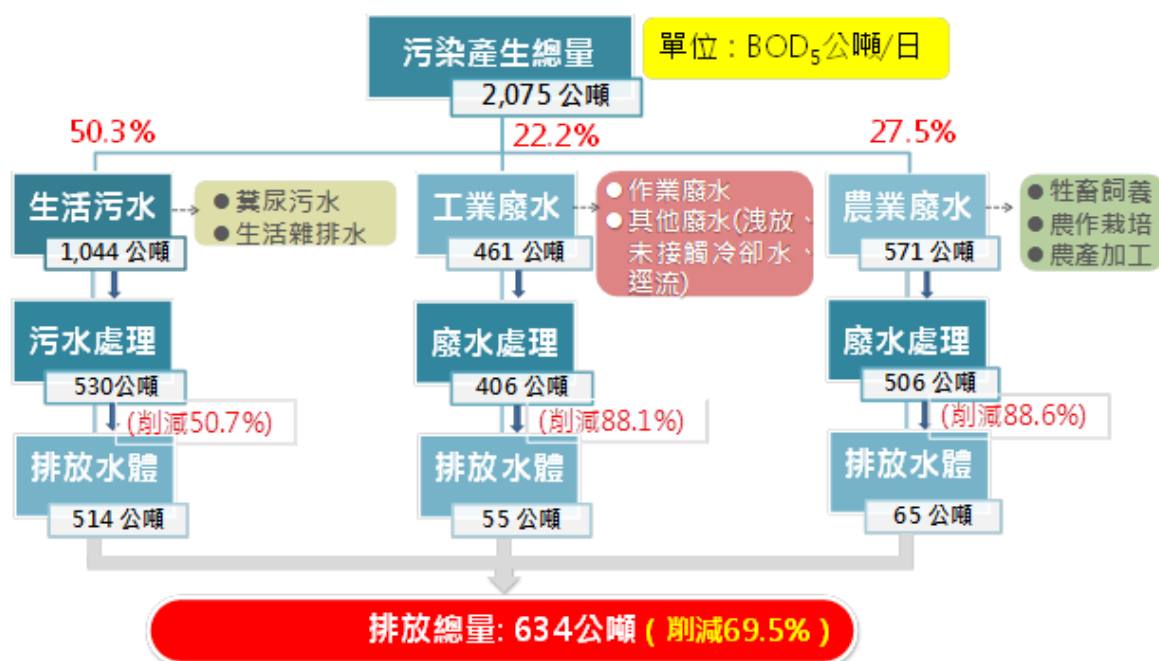 污染產生總量
2,075 公噸
單位：BOD₅公噸/日
50.3%
22.2%
27.5%
生活污水
1,044 公噸
● 糞尿污水
● 生活雜排水
工業廢水
461 公噸
● 作業廢水
● 其他廢水(洩放、
未接觸冷卻水、
逕流)
農業廢水
571 公噸
● 牲畜飼養
● 農作栽培
● 農產加工
污水處理
530公噸
(削減50.7%)
廢水處理
406 公噸
(削減88.1%)
廢水處理
506 公噸
(削減88.6%)
排放水體
514 公噸
排放水體
55 公噸
排放水體
65 公噸
排放總量: 634公噸 ( 削減69.5% )